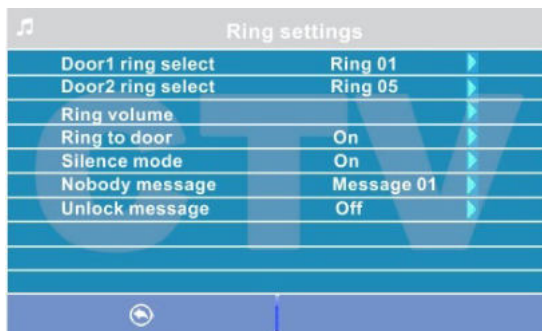 Ring settings
Door1 ring select Ring 01
Door2 ring select Ring 05
Ring volume
Ring to door On
Silence mode On
Nobody message Message 01
Unlock message Off
CTV